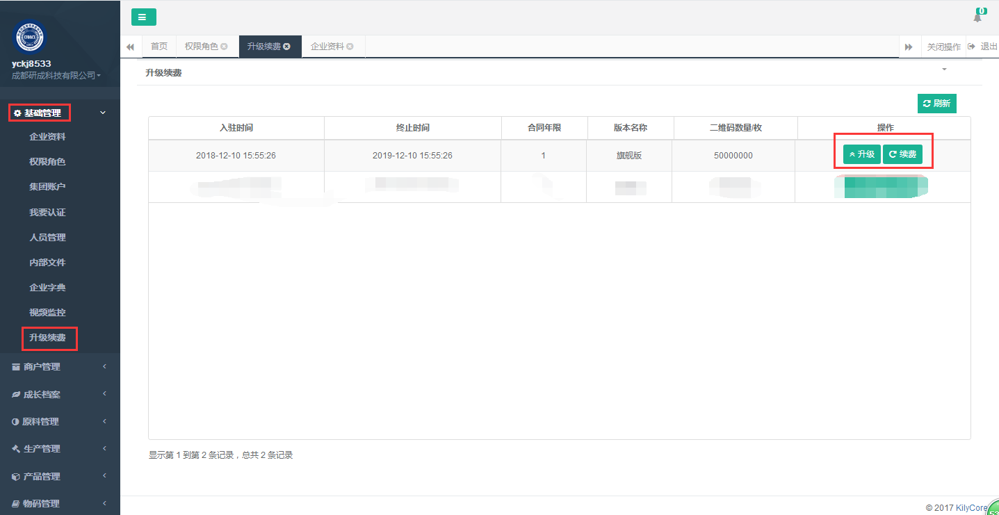 0
首页
权限角色
升级续费
企业资料
关闭操作
退出
yckj8533
成都研成科技有限公司
基础管理
企业资料
权限角色
集团账户
我要认证
人员管理
内部文件
企业字典
视频监控
升级续费
商户管理
成长档案
原料管理
生产管理
产品管理
物码管理
升级续费
刷新
入驻时间 终止时间 合同年限 版本名称 二维码数量/枚 操作
2018-12-10 15:55:26 2019-12-10 15:55:26 1 旗舰版 50000000 升级 续费
显示第 1 到第 2 条记录，总共 2 条记录
© 2017 KilyCore